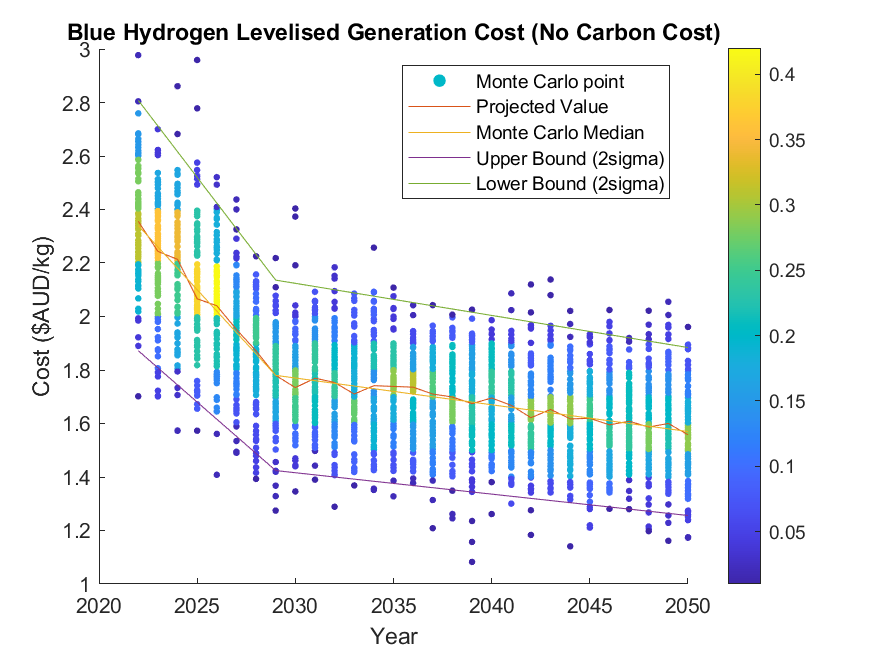 Blue Hydrogen Levelised Generation Cost (No Carbon Cost)
Cost ($AUD/kg)
3
2.8
2.6
2.4
2.2
2
1.8
1.6
1.4
1.2
1
Monte Carlo point
Projected Value
Monte Carlo Median
Upper Bound (2sigma)
Lower Bound (2sigma)
0.4
0.35
0.3
0.25
0.2
0.15
0.1
0.05
2020 2025 2030 2035 2040 2045 2050
Year